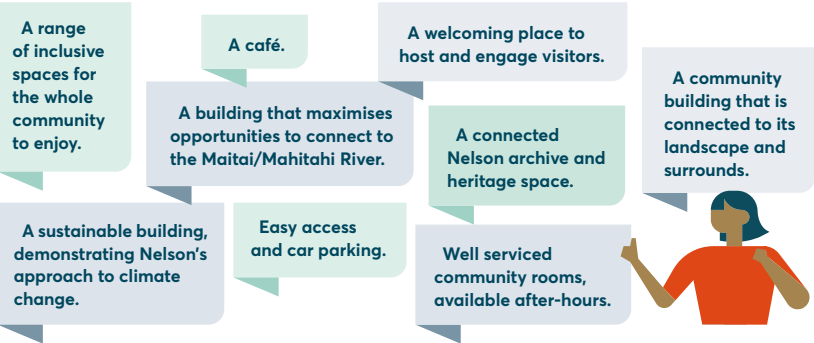 A range
of inclusive
spaces for
the whole
community
to enjoy.
A café.
A welcoming place to
host and engage visitors.
A building that maximises
opportunities to connect to
the Maitai/Mahitahi River.
A connected
Nelson archive and
heritage space.
A community
building that is
connected to its
landscape and
surrounds.
A sustainable building,
demonstrating Nelson's
approach to climate
change.
Easy access
and car parking.
Well serviced
community rooms,
available after-hours.